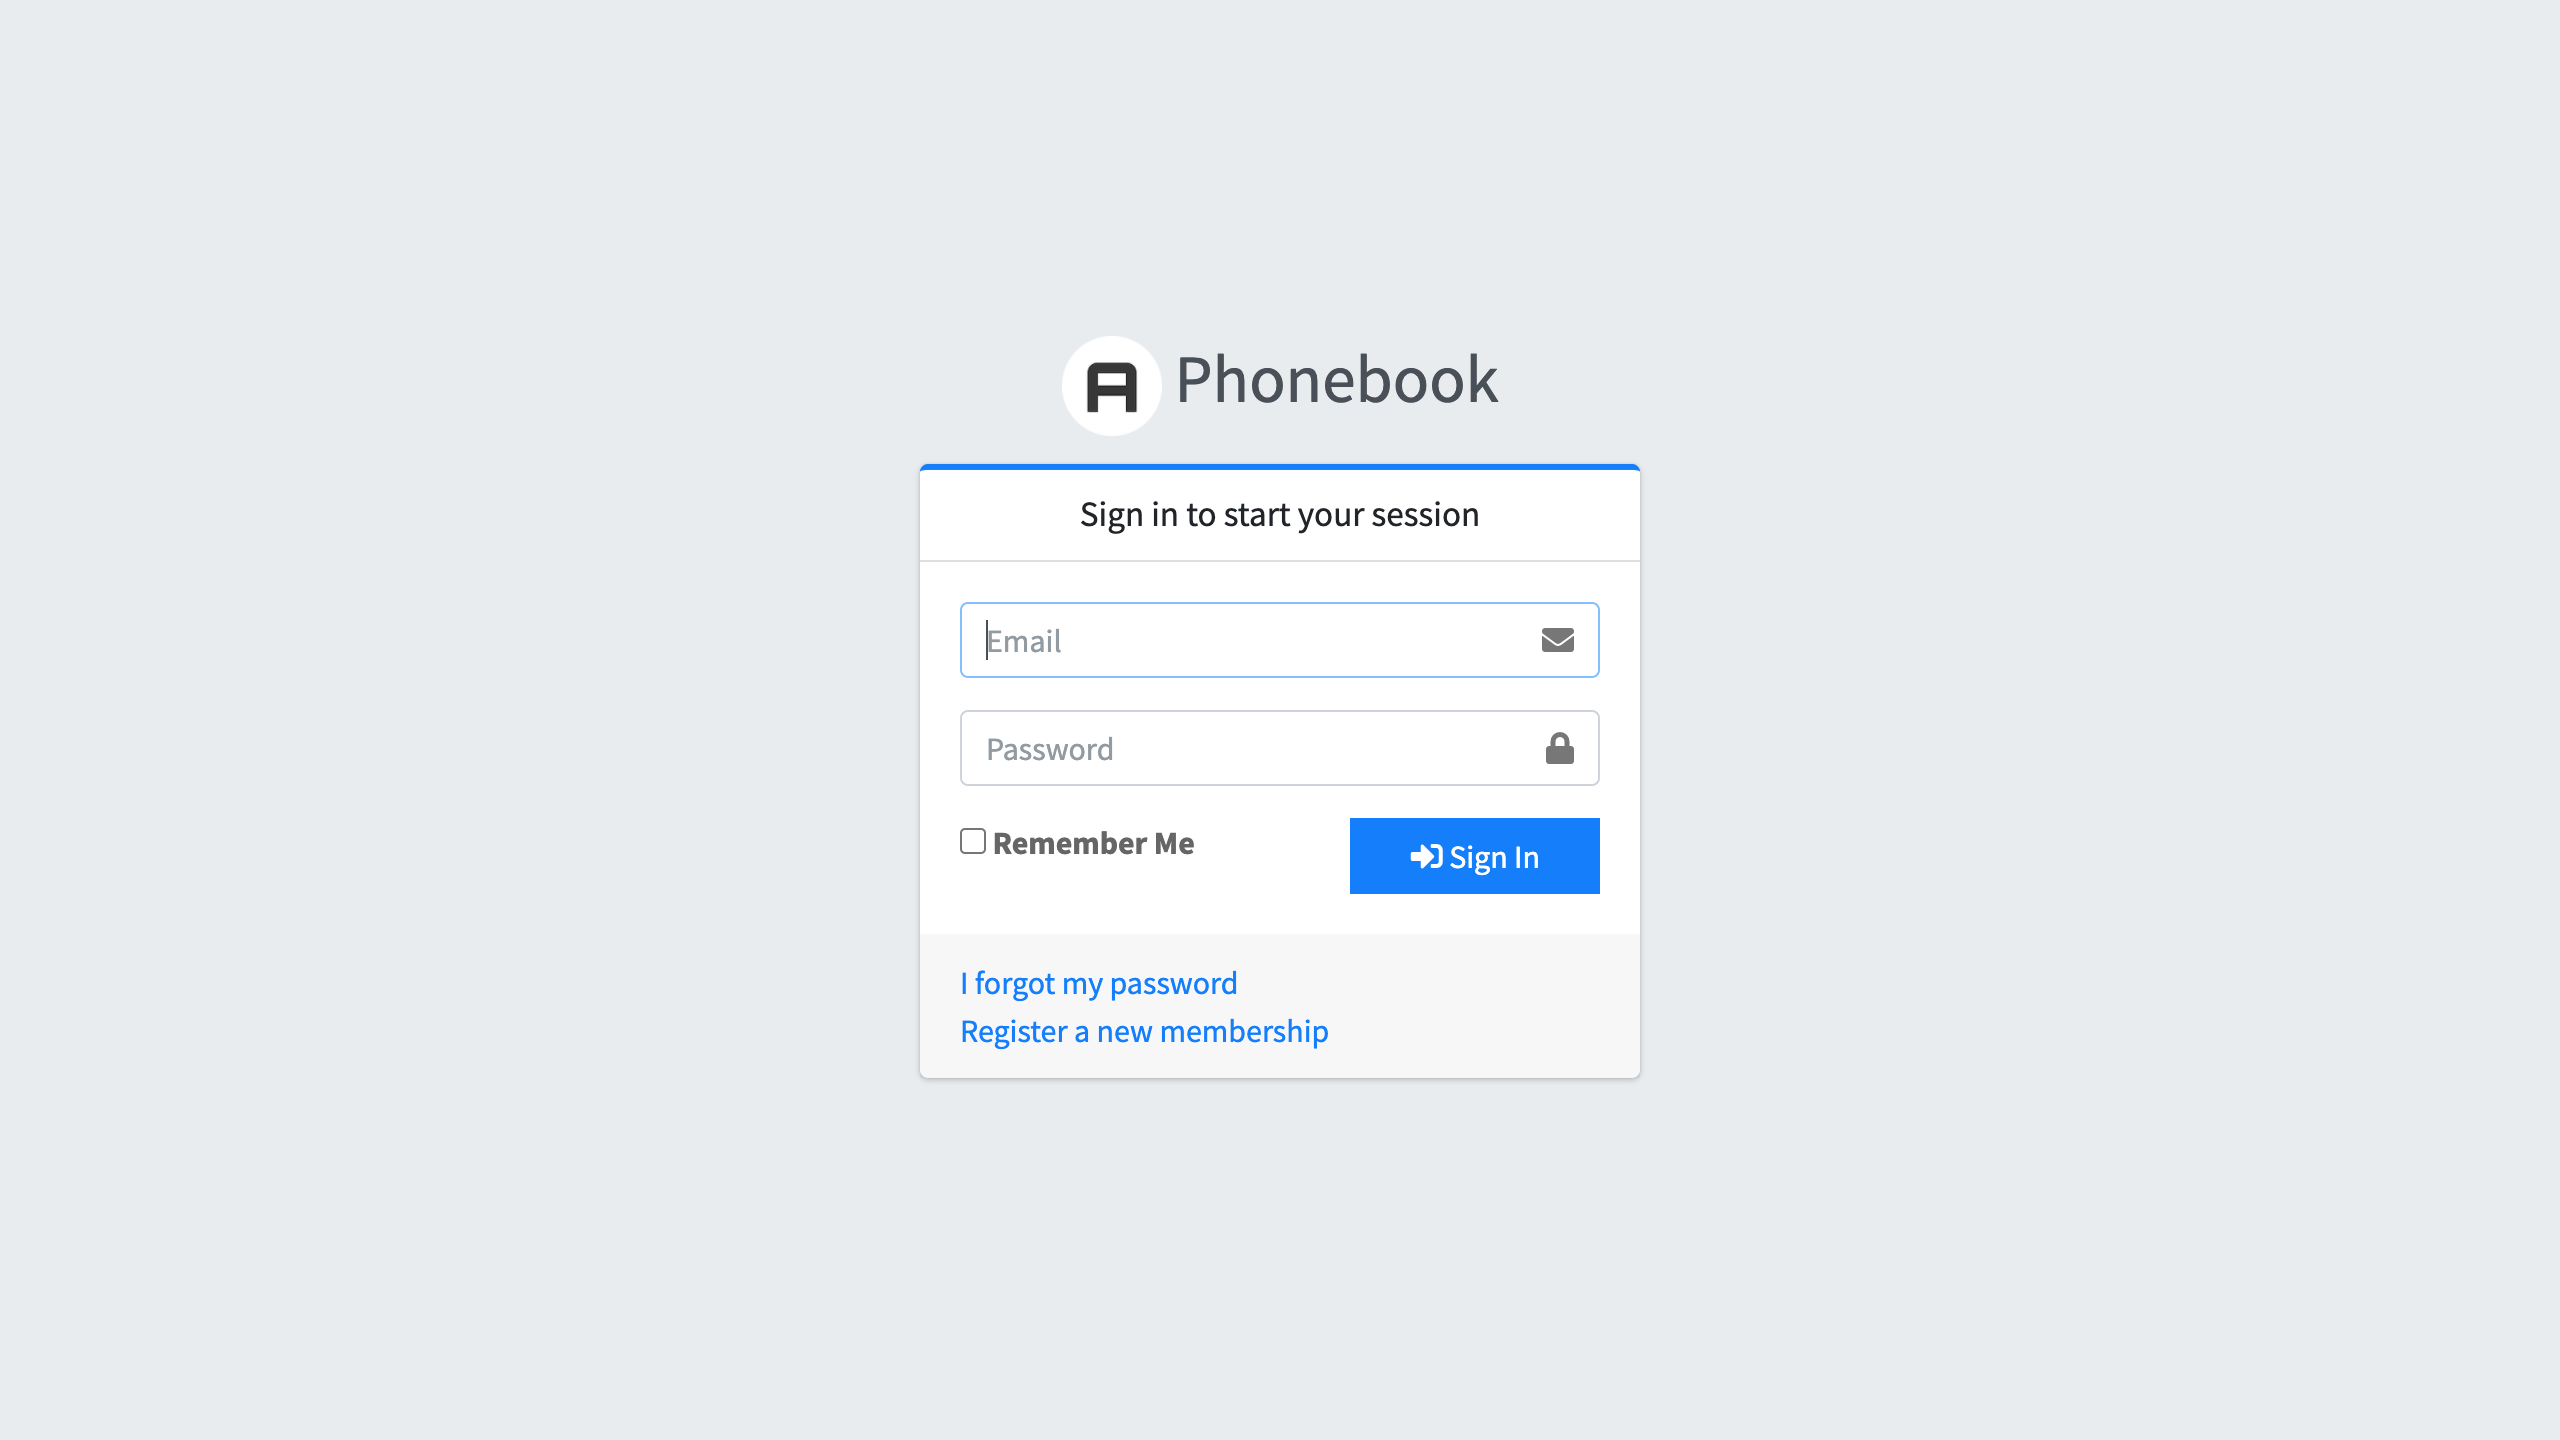 Phonebook
Sign in to start your session
Email
Password
Remember Me
Sign In
I forgot my password
Register a new membership